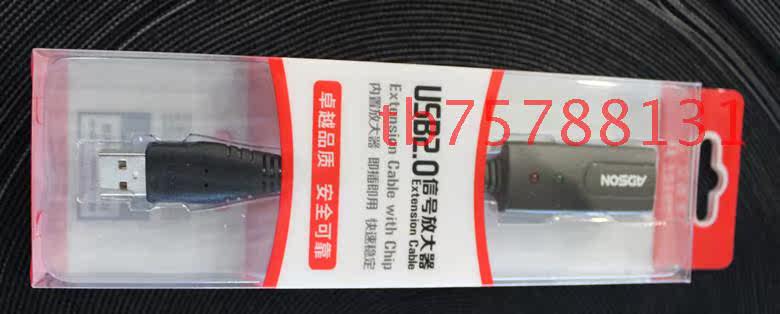 USB2.0信号放大器
Extension Cable
Extension Cable with Chip
内置放大器 即插即用 快速稳定
卓越品质 安全可靠
ADSON
tb75788131